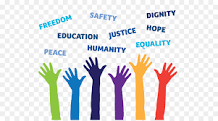 FREEDOM SAFETY DIGNITY
EDUCATION JUSTICE HOPE
PEACE HUMANITY EQUALITY